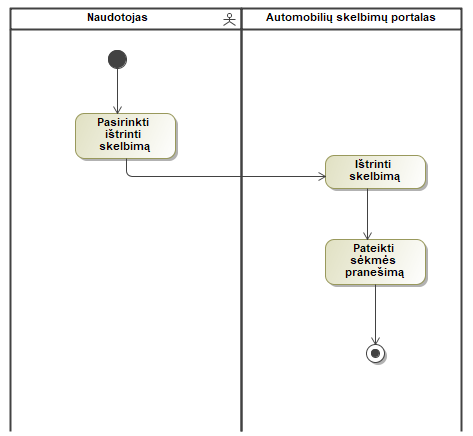 Naudotojas
Automobilių skelbimų portalas
Pasirinkti
ištrinti
skelbimą
Ištrinti
skelbimą
Pateikti
sėkmės
pranešimą